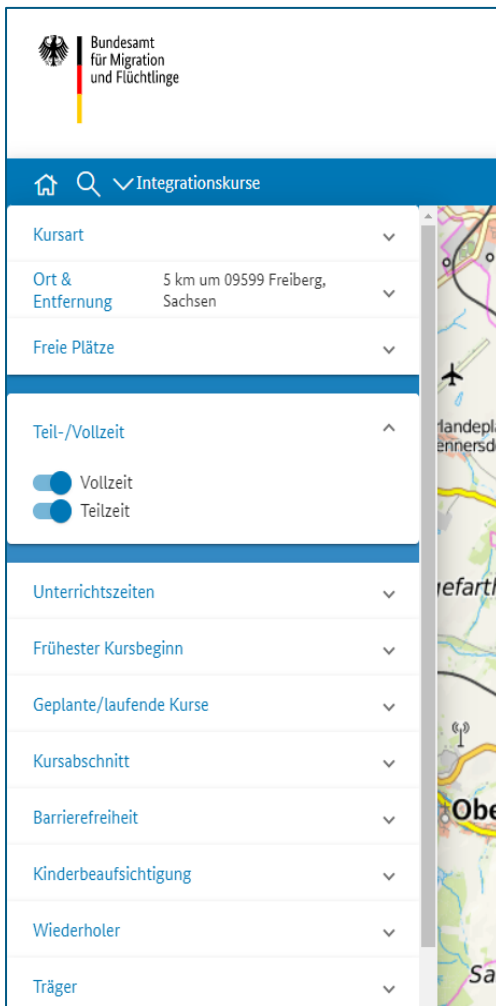 Bundesamt
für Migration
und Flüchtlinge
Integrationskurse
Kursart
Ort &
Entfernung
5 km um 09599 Freiberg,
Sachsen
Freie Plätze
Teil-/Vollzeit
Vollzeit
Teilzeit
Unterrichtszeiten
Frühester Kursbeginn
Geplante/laufende Kurse
Kursabschnitt
Barrierefreiheit
Kinderbeaufsichtigung
Wiederholer
Träger